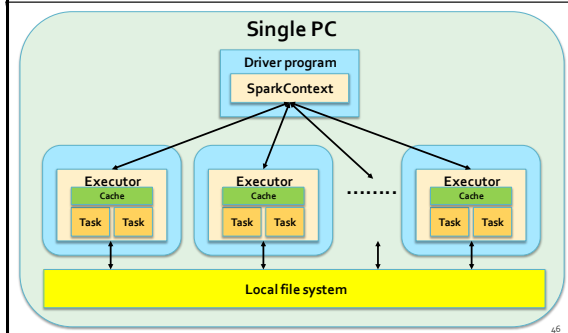 Single PC
Driver program
SparkContext
Executor
Cache
Task Task
Executor
Cache
Task Task
........
Executor
Cache
Task Task
Local file system
46